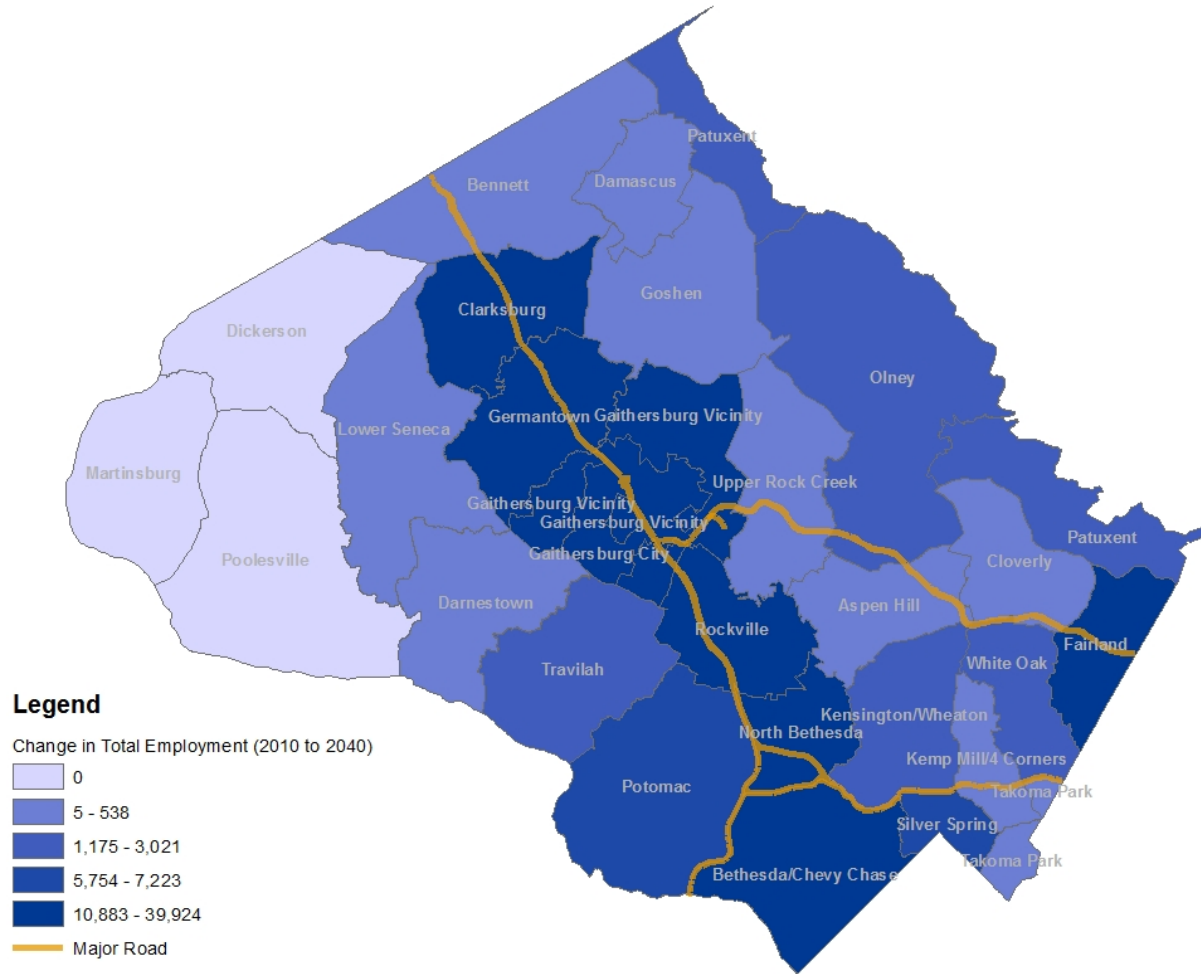 Patuxent
Bennett
Damascus
Goshen
Clarksburg
Dickerson
Olney
Germantown
Gaithersburg Vicinity
Lower Seneca
Martinsburg
Upper Rock Creek
Gaithersburg Vicinity
Gaithersburg Vicinity
Patuxent
Gaithersburg City
Poolesville
Cloverly
Darnestown
Aspen Hill
Rockville
Fairland
White Oak
Travilah
Kensington/Wheaton
North Bethesda
Kemp Mill/4 Corners
Potomac
Takoma Park
Silver Spring
Takoma Park
Bethesda/Chevy Chase
Legend
Change in Total Employment (2010 to 2040)
0
5 - 538
1,175 - 3,021
5,754 - 7,223
10,883 - 39,924
Major Road